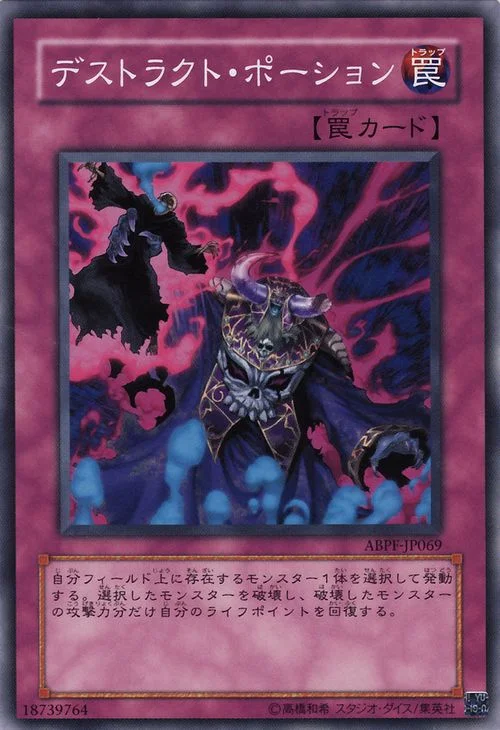 デストラクト・ポーション
トラップ
罠
トラップ
【罠カード】
ABPF-JP069
自分フィールド上に存在するモンスター1体を選択して発動
する。選択したモンスターを破壊し、破壊したモンスター
の攻撃力分だけ自分のライフポイントを回復する。
18739764
©高橋和希 スタジオ・ダイス/集英社